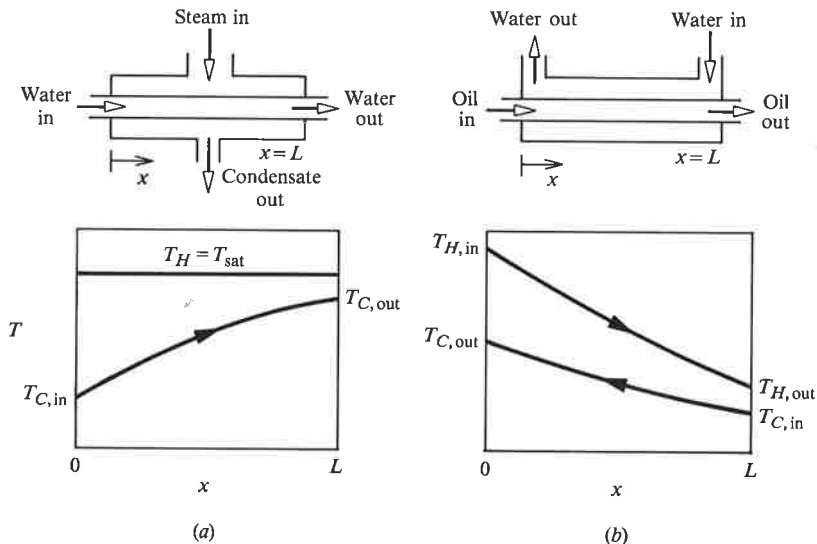 Steam in
Water in
Water out
x = L
x
Condensate out
Water out
Water in
Oil in
Oil out
x = L
x
T_H = T_sat
T_C, out
T
T_C, in
0
L
x
(a)
T_H, in
T_C, out
T_H, out
T_C, in
0
L
x
(b)